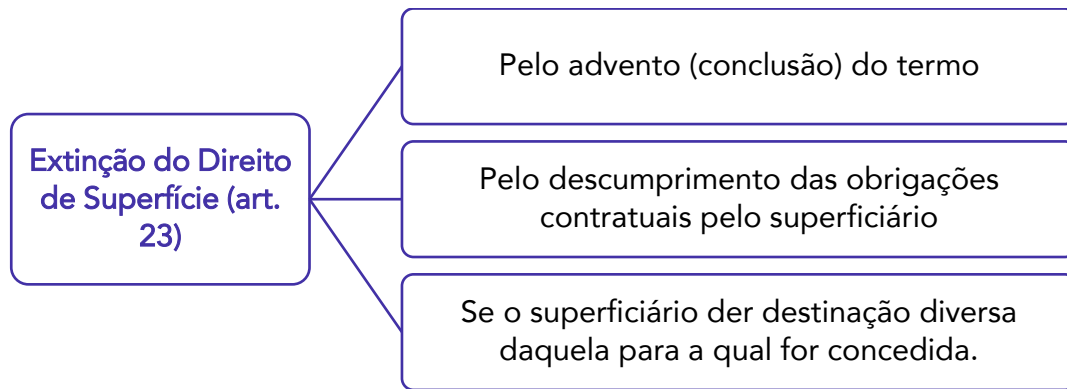 Extinção do Direito
de Superfície (art.
23)
Pelo advento (conclusão) do termo
Pelo descumprimento das obrigações
contratuais pelo superficiário
Se o superficiário der destinação diversa
daquela para a qual for concedida.